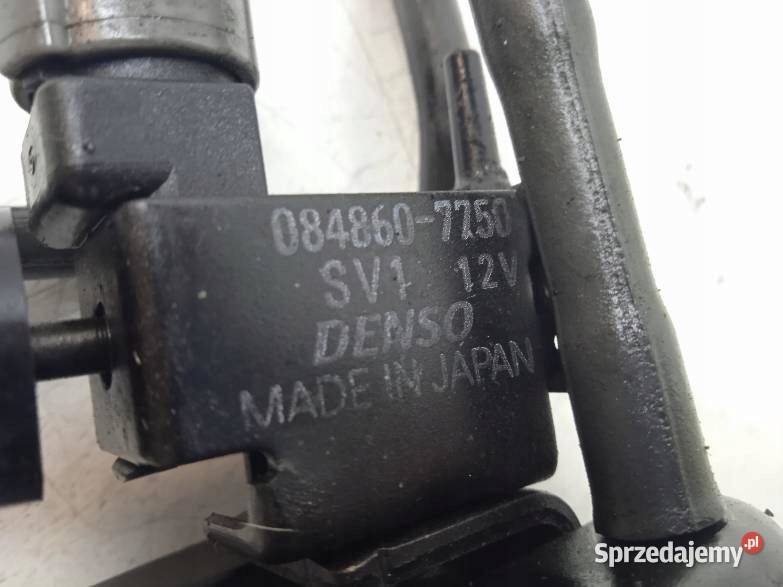 084860-7250
SV1 12V
DENSO
MADE IN JAPAN
Sprzedajemy.pl